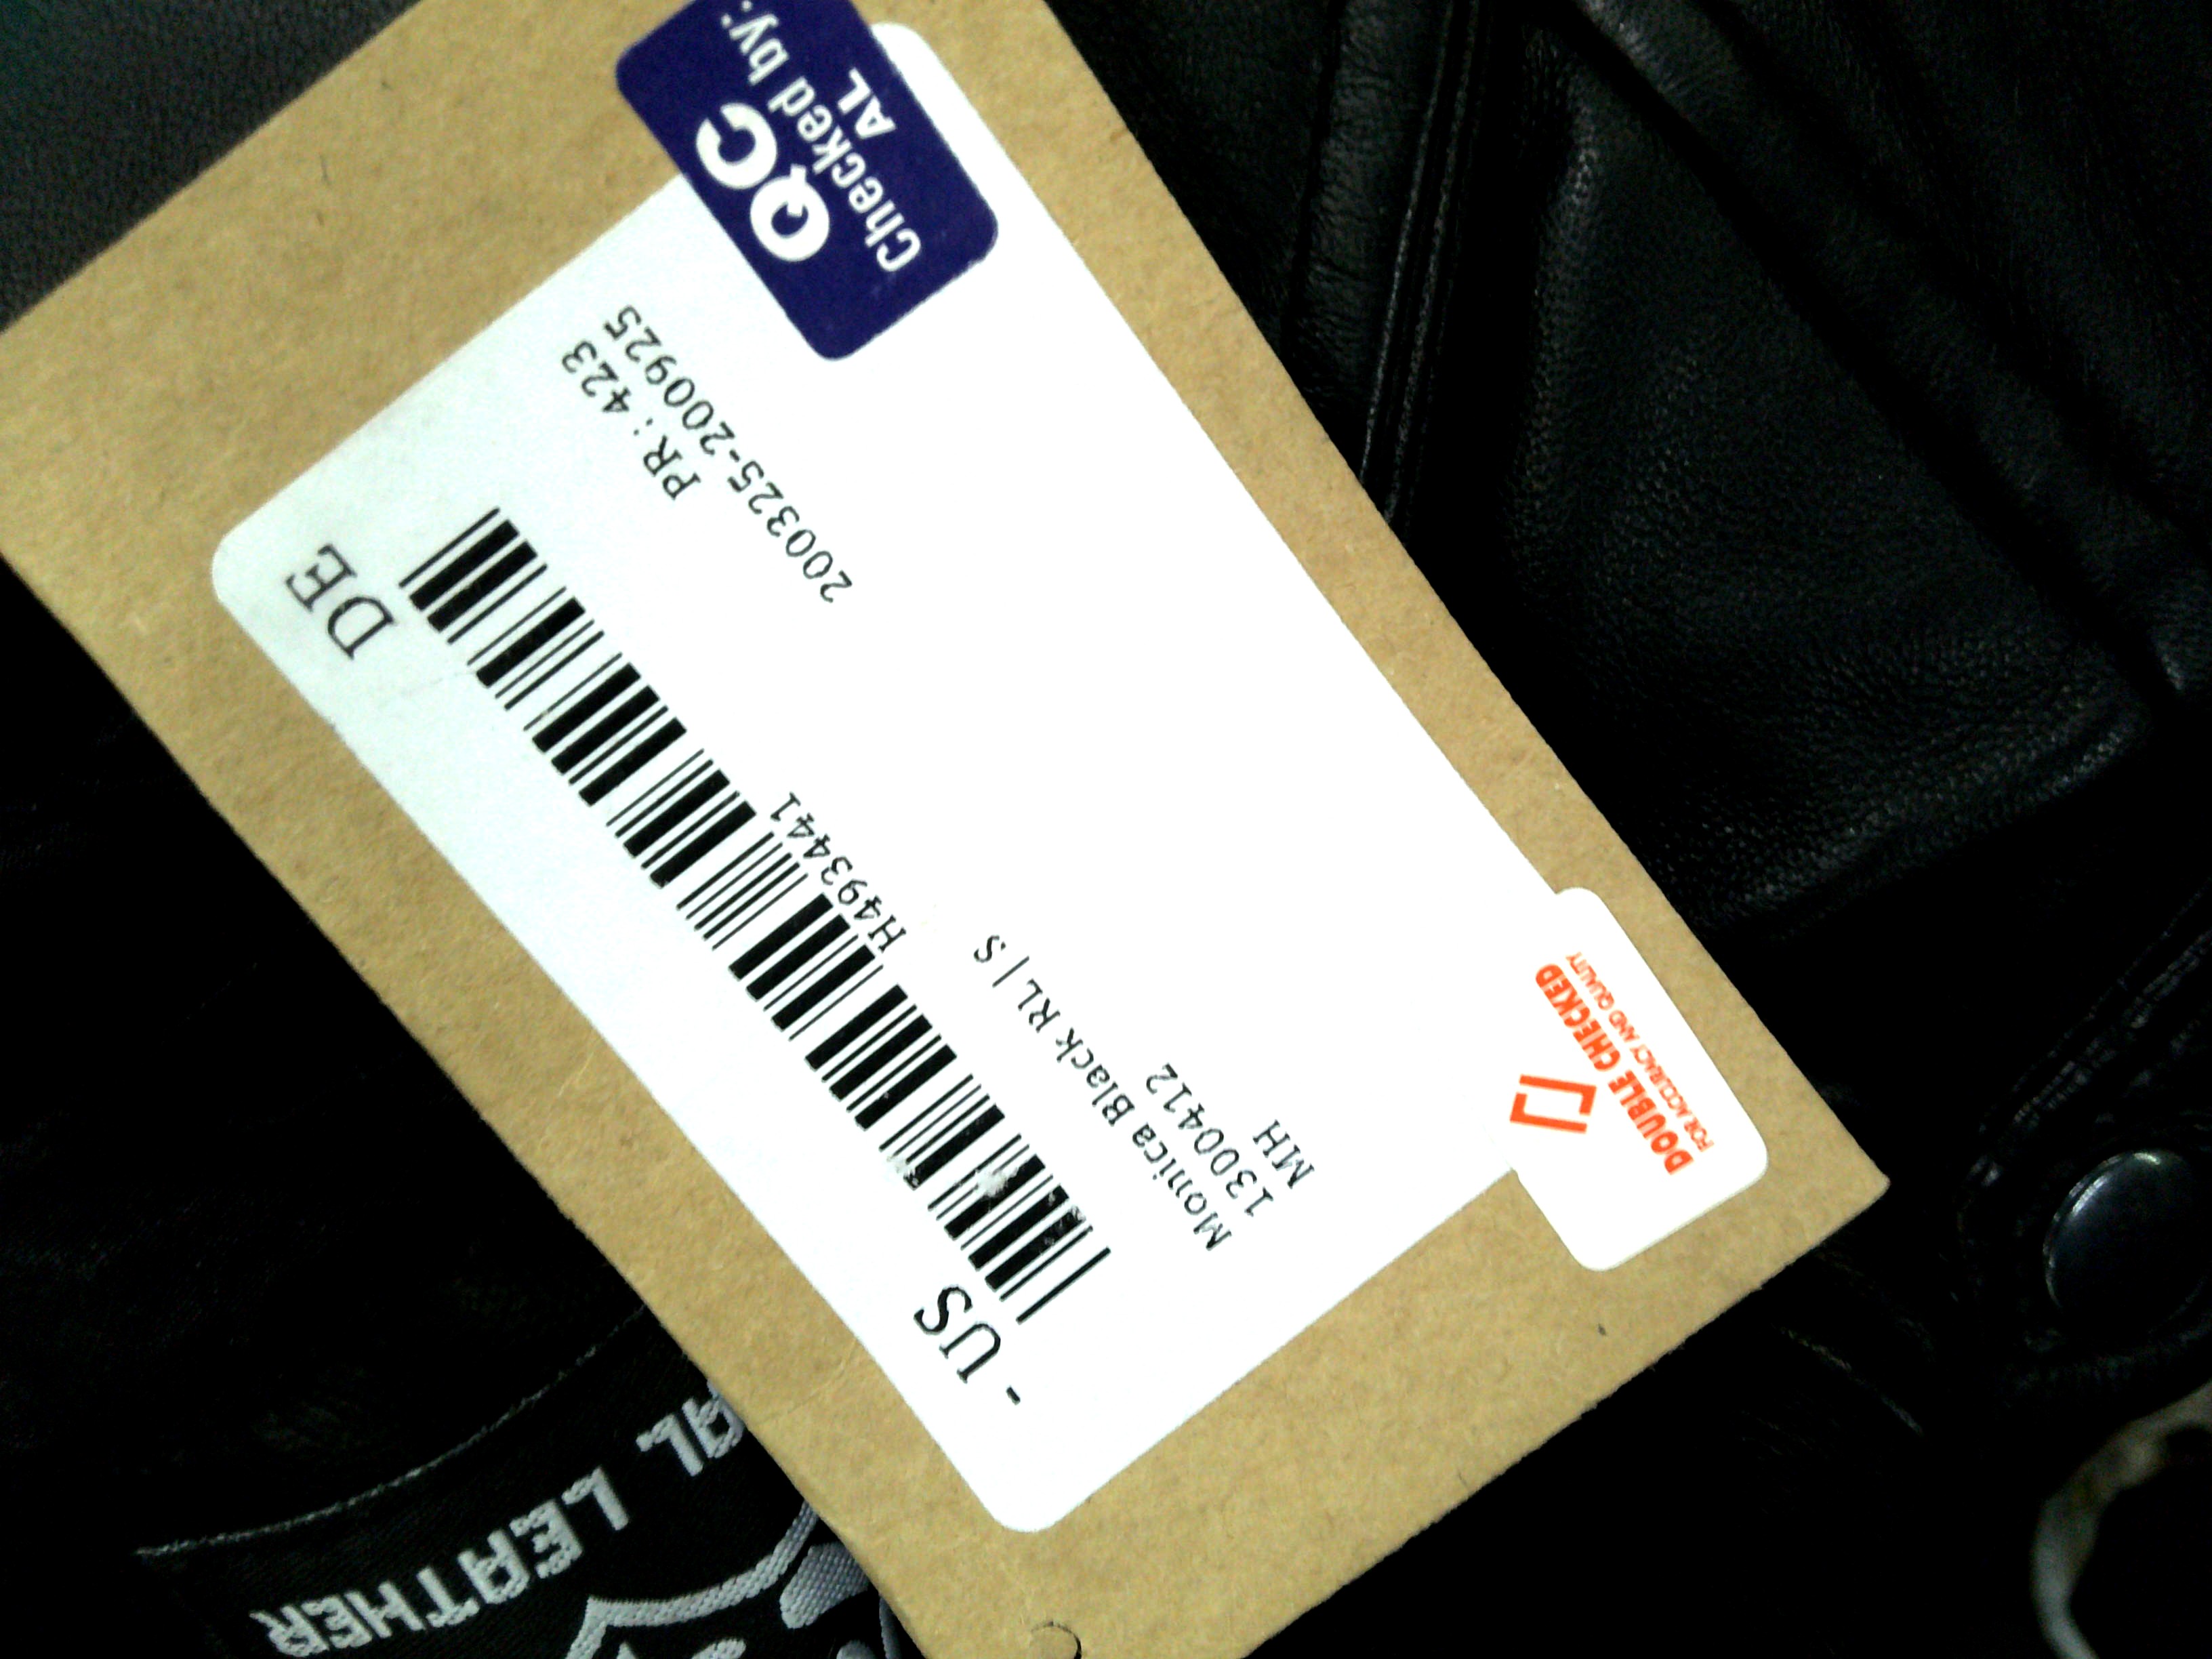 - US
DE
H493441
Monica Black RL | S
1300412
MH
PR: 423
200325-200925
QC
Checked by:
AL
DOUBLE CHECKED
FOR ACCURACY AND QUALITY
LEATHER